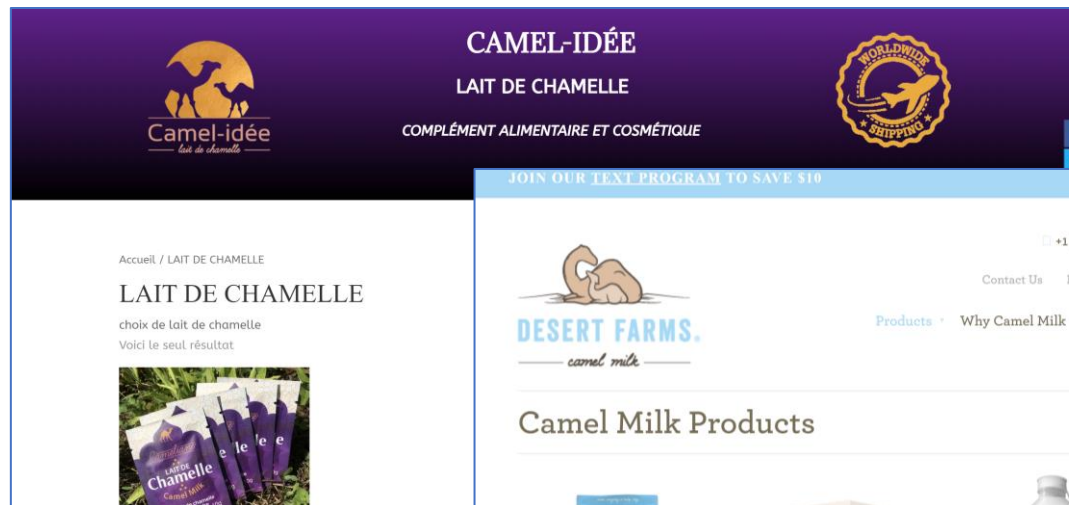 CAMEL-IDÉE
LAIT DE CHAMELLE
COMPLÉMENT ALIMENTAIRE ET COSMÉTIQUE
Camel-idée
lait de chamelle
WORLDWIDE
SHIPPING
Accueil / LAIT DE CHAMELLE
LAIT DE CHAMELLE
choix de lait de chamelle
Voici le seul résultat
LAIT DE
Chamelle
Camel Milk
JOIN OUR TEXT PROGRAM TO SAVE $10
+1
Contact Us
DESERT FARMS.
camel milk
Products
Why Camel Milk
Camel Milk Products